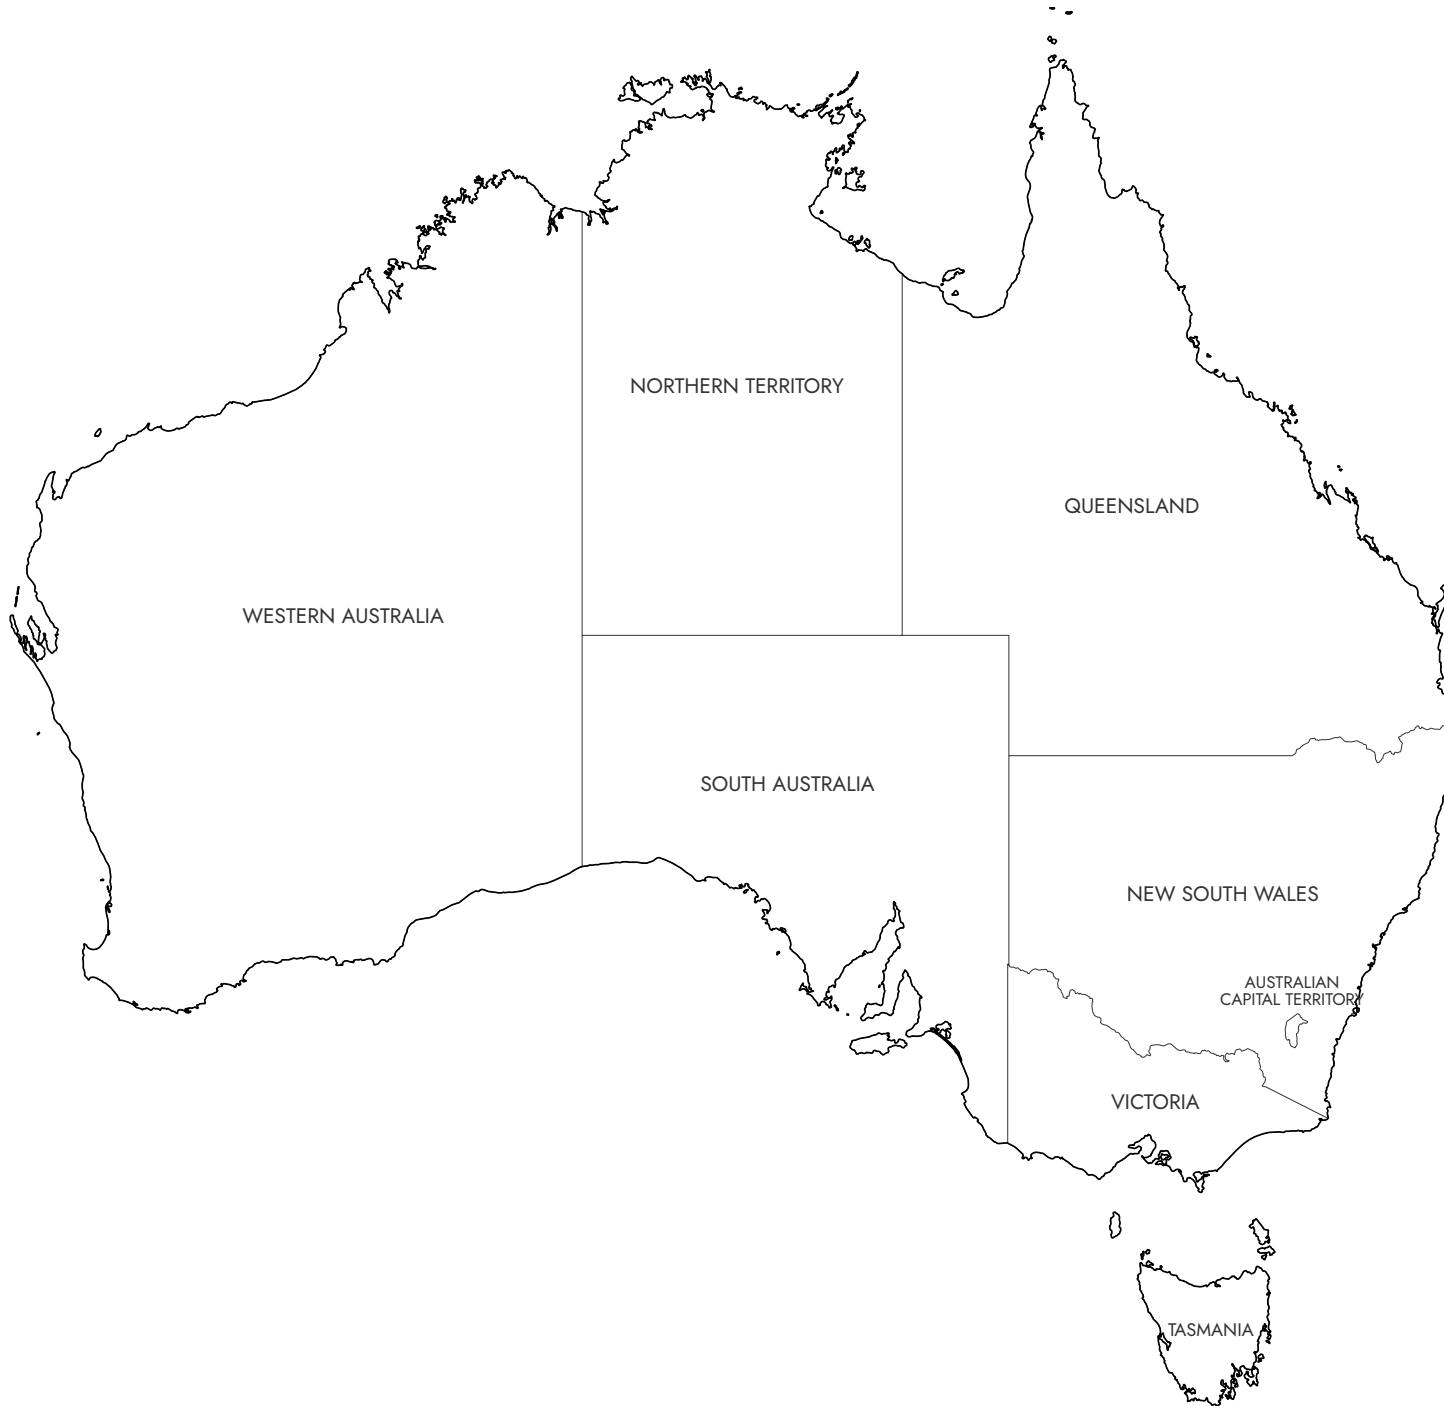 NORTHERN TERRITORY
QUEENSLAND
WESTERN AUSTRALIA
SOUTH AUSTRALIA
NEW SOUTH WALES
AUSTRALIAN
CAPITAL TERRITORY
VICTORIA
TASMANIA